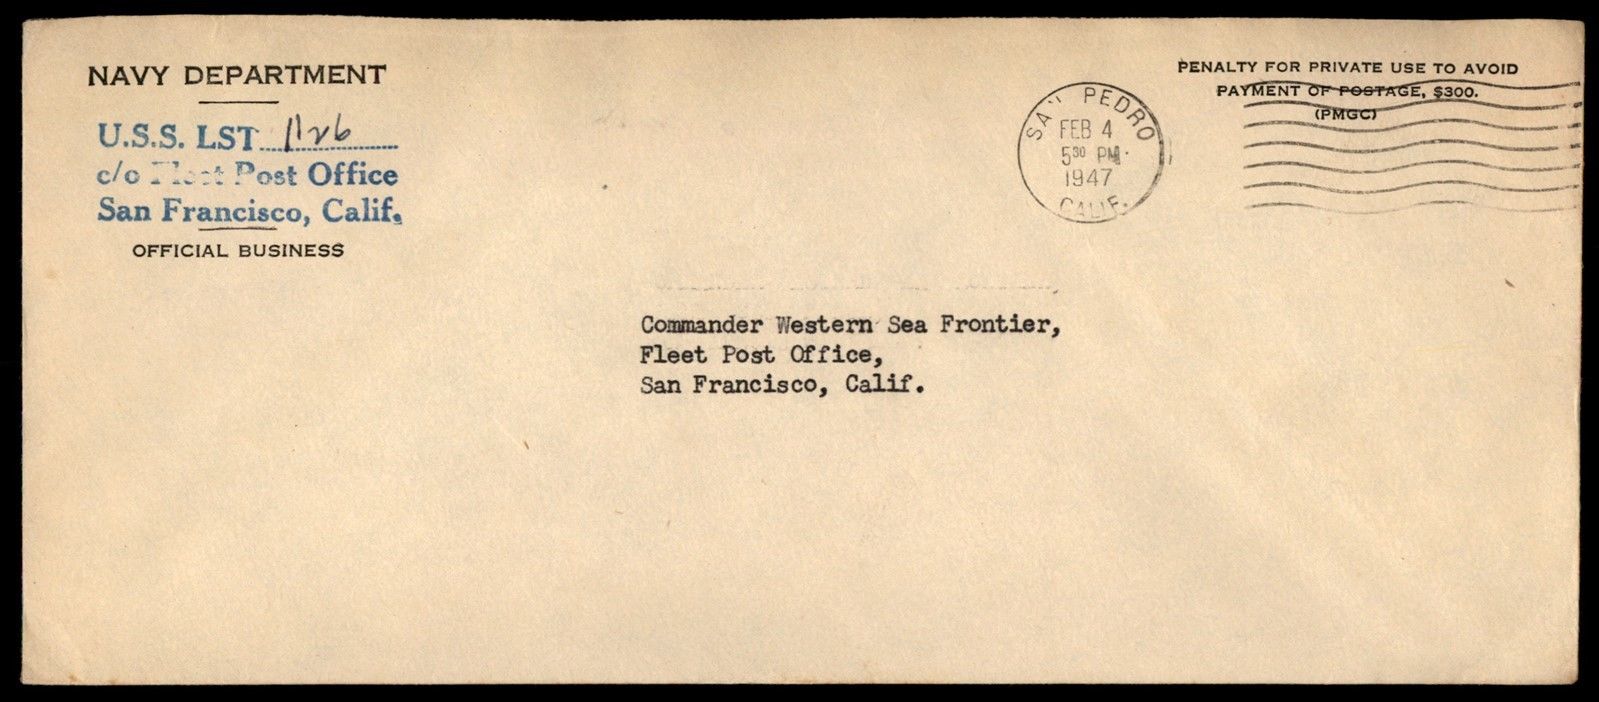 NAVY DEPARTMENT
U.S.S. LST 1126
c/o Fleet Post Office
San Francisco, Calif.
OFFICIAL BUSINESS
SAN PEDRO
FEB 4
5 30 PM
1947
CALIF.
PENALTY FOR PRIVATE USE TO AVOID
PAYMENT OF POSTAGE, $300.
(PMGC)
Commander Western Sea Frontier,
Fleet Post Office,
San Francisco, Calif.